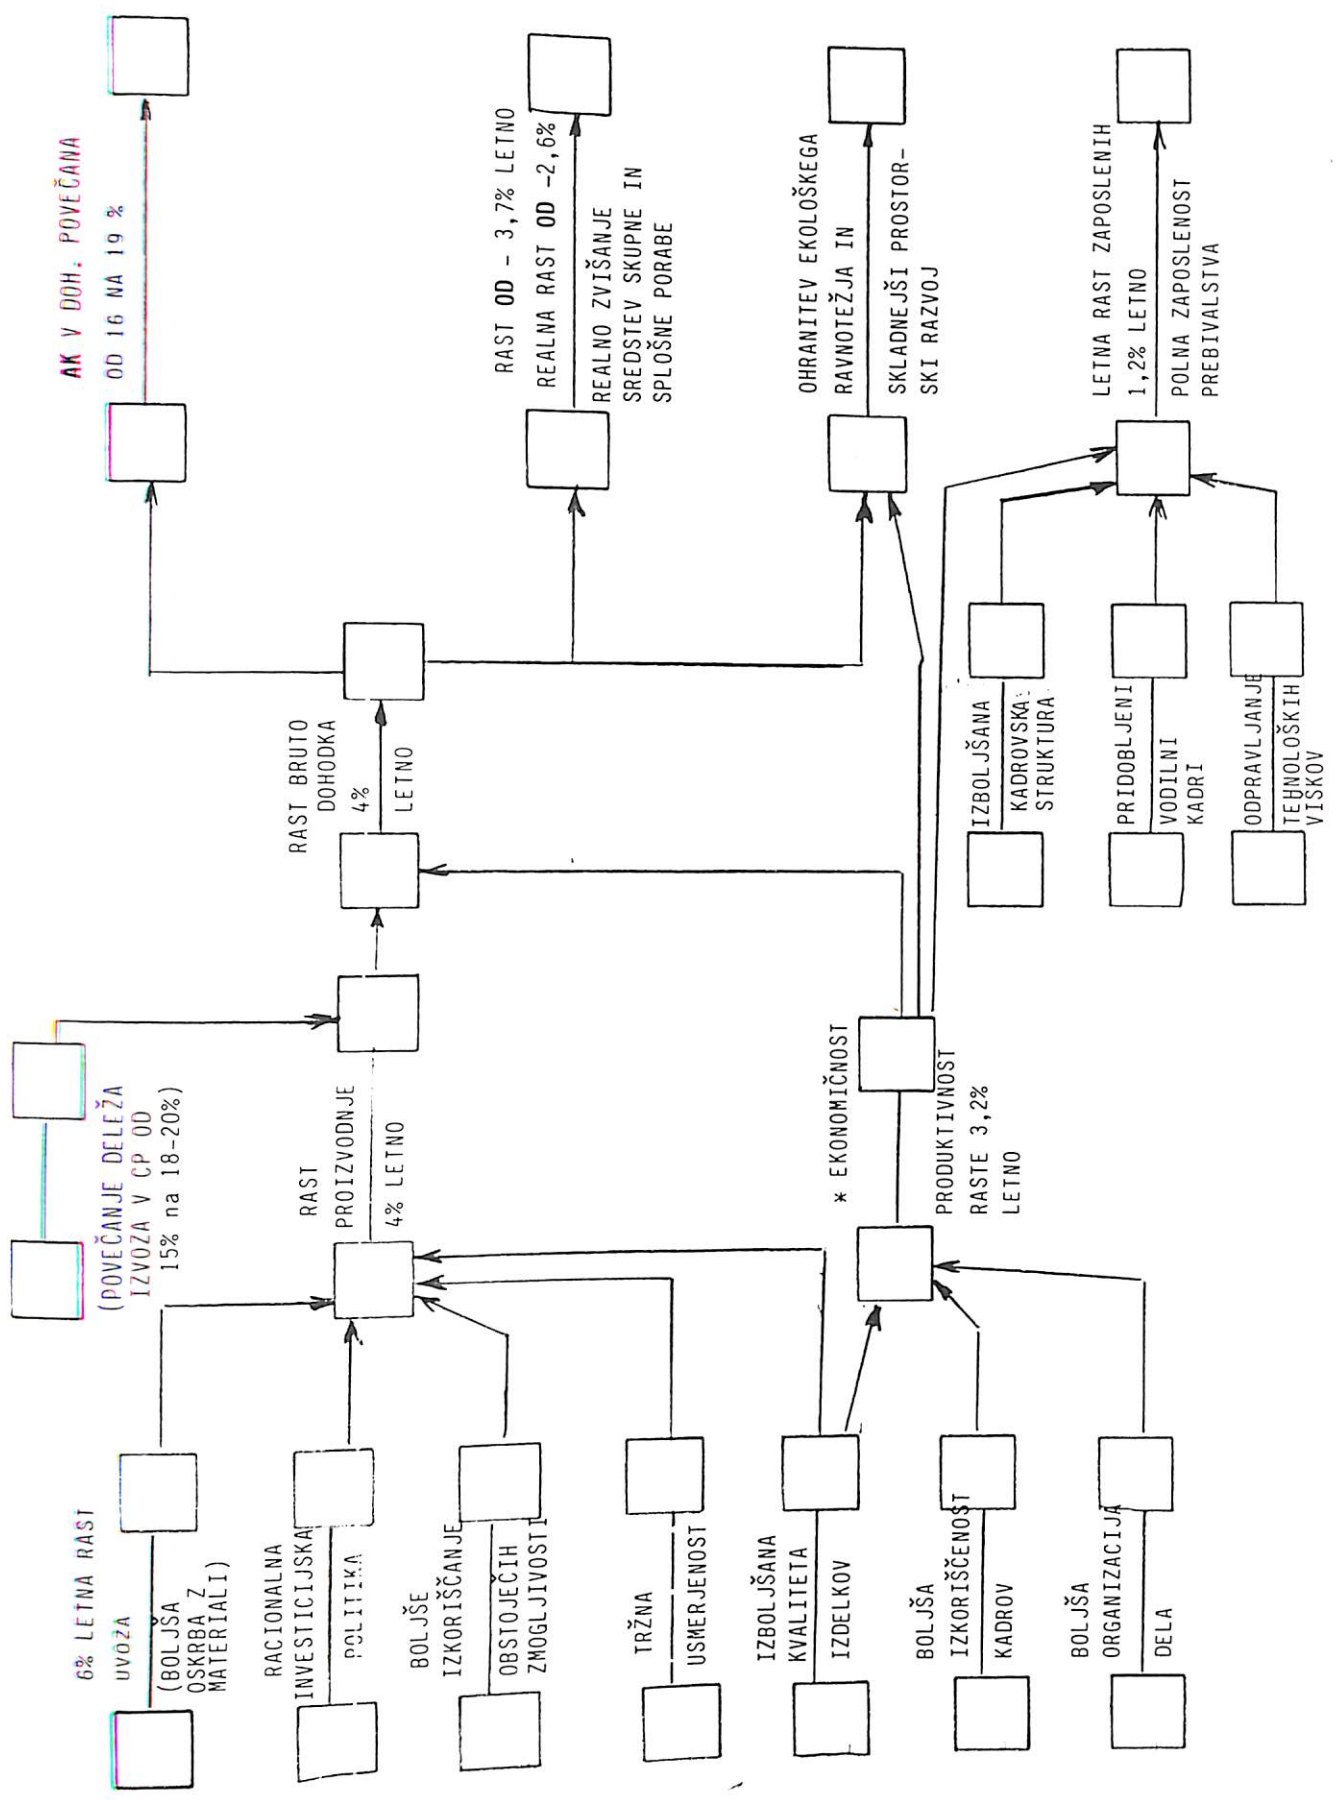 6% LETNA RAST
UVOZA
(BOLJŠA
OSKRBA Z
MATERIALI)
RACIONALNA
INVESTICIJSKA
POLITIKA
BOLJŠE
IZKORIŠČANJE
OBSTOJEČIH
ZMOGLJIVOSTI
TRŽNA
USMERJENOST
IZBOLJŠANA
KVALITETA
IZDELKOV
BOLJŠA
IZKORIŠČENOST
KADROV
BOLJŠA
ORGANIZACIJA
DELA
(POVEČANJE DELEŽA
IZVOZA V CP OD
15% na 18-20%)
RAST
PROIZVODNJE
4% LETNO
* EKONOMIČNOST
PRODUKTIVNOST
RASTE 3,2%
LETNO
RAST BRUTO
DOHODKA
4%
LETNO
IZBOLJŠANA
KADROVSKA
STRUKTURA
PRIDOBLJENI
VODILNI
KADRI
ODPRAVLJANJE
TEHNOLOŠKIH
VISKOV
AK V DOH. POVEČANA
OD 16 NA 19 %
RAST OD - 3,7% LETNO
REALNA RAST OD -2,6%
REALNO ZVIŠANJE
SREDSTEV SKUPNE IN
SPLOŠNE PORABE
OHRANITEV EKOLOŠKEGA
RAVNOTEŽJA IN
SKLADNEJŠI PROSTOR-
SKI RAZVOJ
LETNA RAST ZAPOSLENIH
1,2% LETNO
POLNA ZAPOSLENOST
PREBIVALSTVA